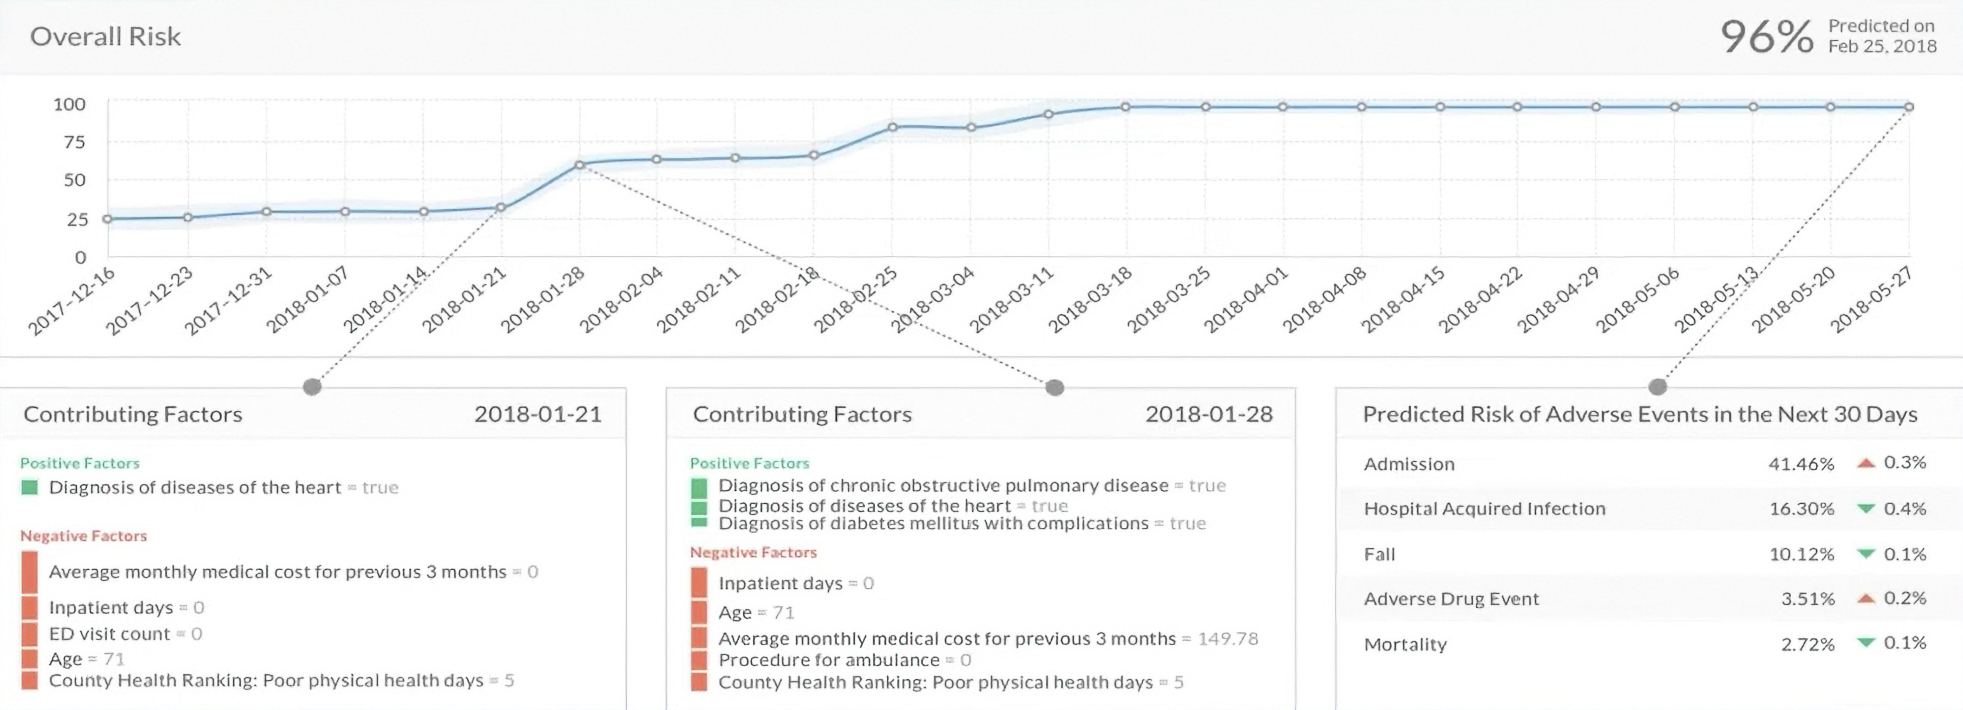 Overall Risk
96%
Predicted on
Feb 25, 2018
100
75
50
25
0
2017-12-16
2017-12-23
2017-12-31
2018-01-07
2018-01-14
2018-01-21
2018-01-28
2018-02-04
2018-02-11
2018-02-18
2018-02-25
2018-03-04
2018-03-11
2018-03-18
2018-03-25
2018-04-01
2018-04-08
2018-04-15
2018-04-22
2018-04-29
2018-05-06
2018-05-13
2018-05-20
2018-05-27
Contributing Factors 2018-01-21
Positive Factors
Diagnosis of diseases of the heart = true
Negative Factors
Average monthly medical cost for previous 3 months = 0
Inpatient days = 0
ED visit count = 0
Age = 71
County Health Ranking: Poor physical health days = 5
Contributing Factors 2018-01-28
Positive Factors
Diagnosis of chronic obstructive pulmonary disease = true
Diagnosis of diseases of the heart = true
Diagnosis of diabetes mellitus with complications = true
Negative Factors
Inpatient days = 0
Age = 71
Average monthly medical cost for previous 3 months = 149.78
Procedure for ambulance = 0
County Health Ranking: Poor physical health days = 5
Predicted Risk of Adverse Events in the Next 30 Days
Admission 41.46% 0.3%
Hospital Acquired Infection 16.30% 0.4%
Fall 10.12% 0.1%
Adverse Drug Event 3.51% 0.2%
Mortality 2.72% 0.1%